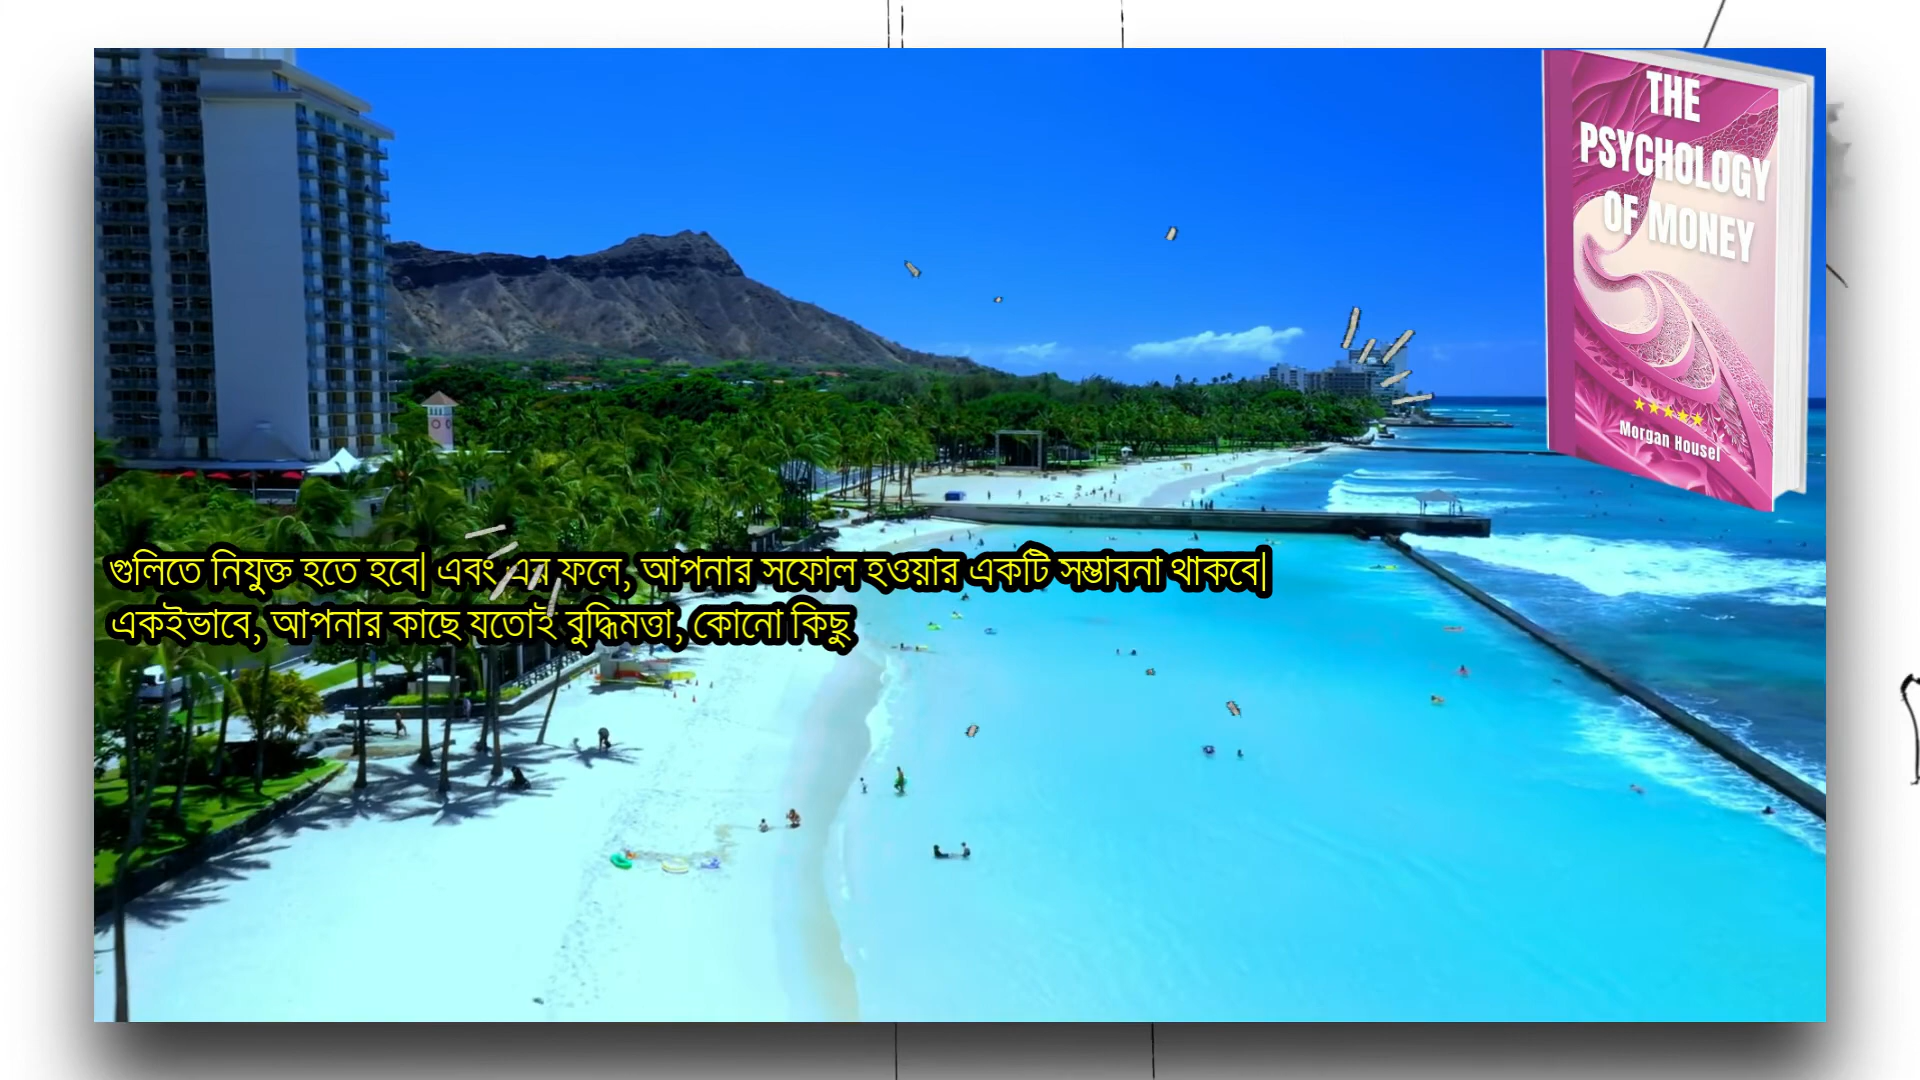 THE
PSYCHOLOGY
OF MONEY
Morgan Housel
গুলিতে নিযুক্ত হতে হবে| এবং এর ফলে, আপনার সফোল হওয়ার একটি সম্ভাবনা থাকবে|
একইভাবে, আপনার কাছে যতোই বুদ্ধিমত্তা, কোনো কিছু